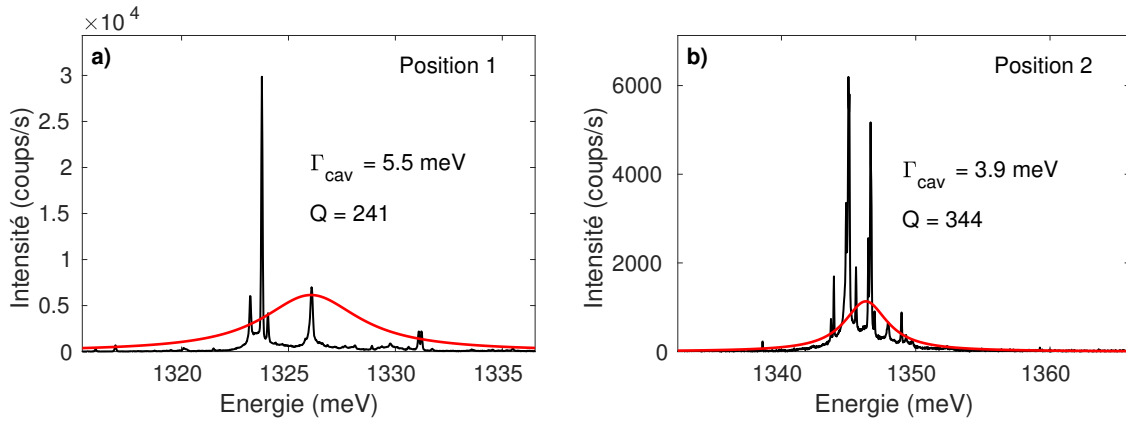 ×10⁴
a)
Position 1
Γcav = 5.5 meV
Q = 241
3
2.5
2
1.5
1
0.5
0
Intensité (coups/s)
1320
1325
1330
1335
Energie (meV)
b)
Position 2
Γcav = 3.9 meV
Q = 344
6000
4000
2000
0
Intensité (coups/s)
1340
1350
1360
Energie (meV)